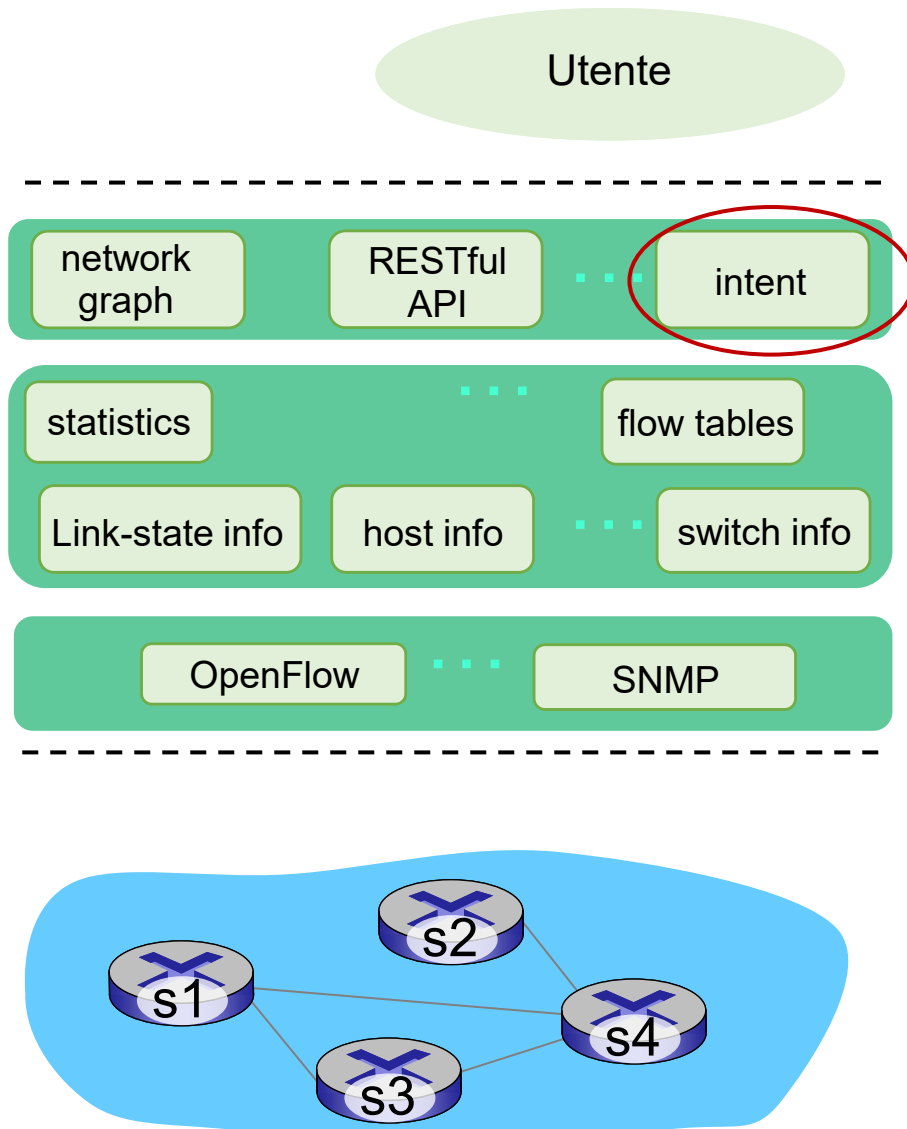 Utente
network
graph
RESTful
API
...
intent
statistics
...
flow tables
Link-state info
host info
...
switch info
OpenFlow
...
SNMP
s2
s1
s4
s3